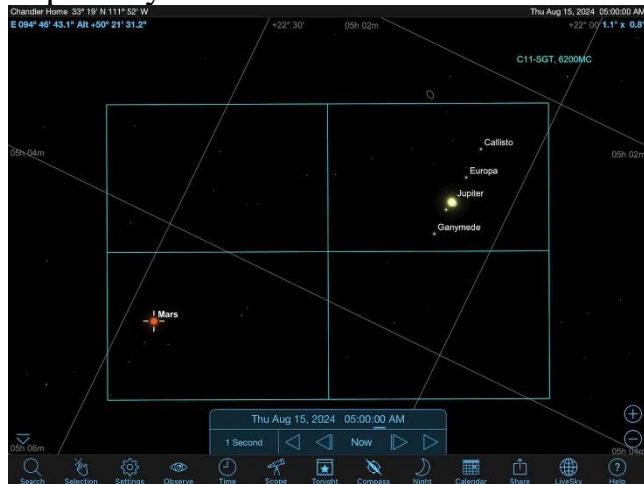 Chandler Home 33° 19' N 111° 52' W
Thu Aug 15, 2024 05:00:00 AM
E 094° 46' 43.1" Alt +50° 21' 31.2"
+22° 30'
05h 02m
+22° 00'
1.1° x 0.8°
C11-SGT, 6200MC
Callisto
05h 04m
05h 02m
Europa
Jupiter
Ganymede
Mars
Thu Aug 15, 2024 05:00:00 AM
1 Second
Now
05h 06m
05h 04m
Search
Selection
Settings
Observe
Time
Scope
Tonight
Compass
Night
Calendar
Share
LiveSky
Help